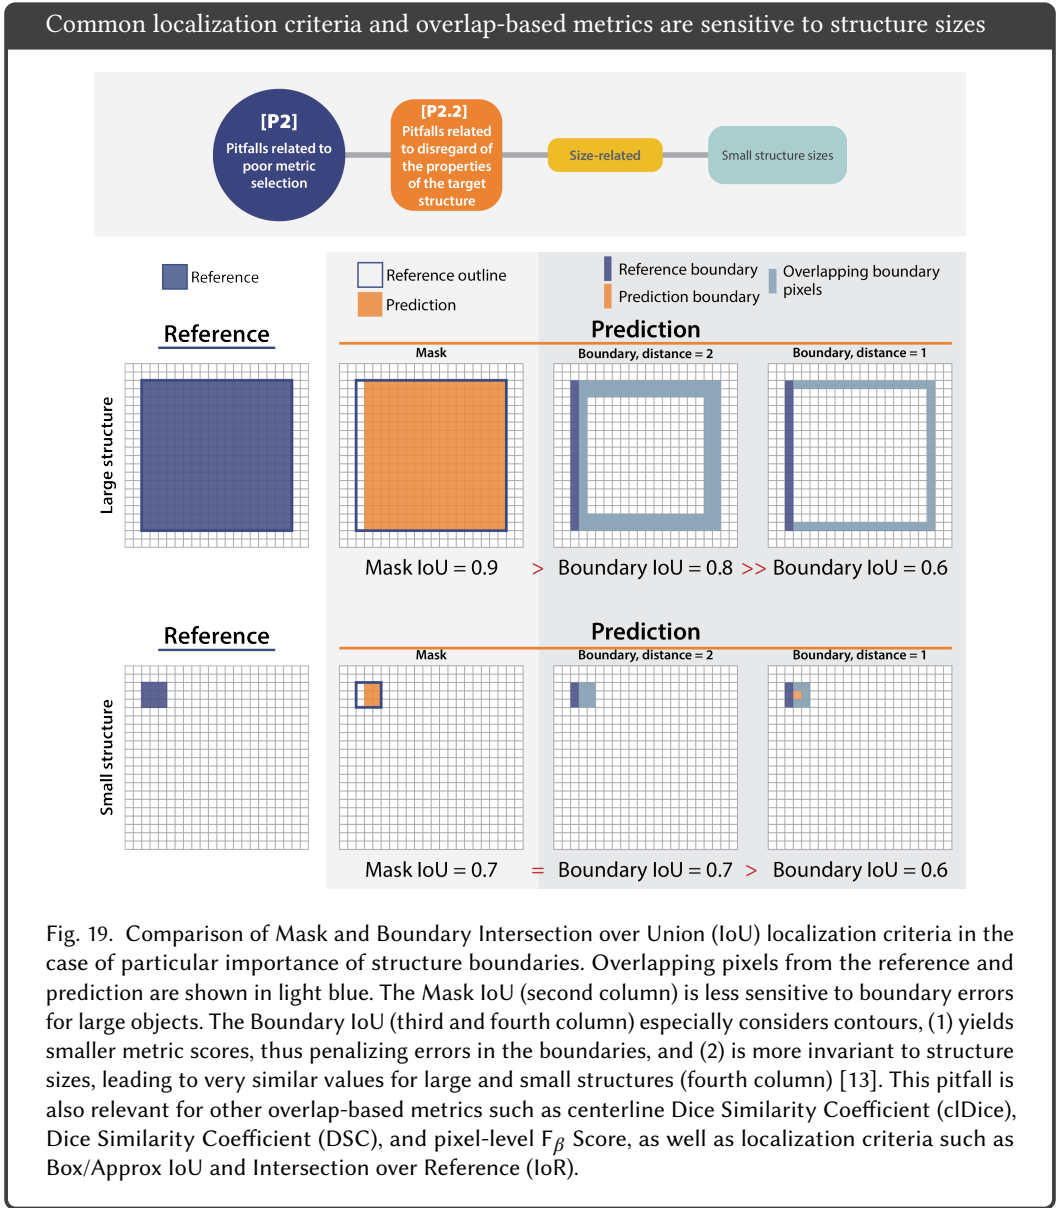 Common localization criteria and overlap-based metrics are sensitive to structure sizes
[P2]
Pitfalls related to
poor metric
selection
[P2.2]
Pitfalls related
to disregard of
the properties
of the target
structure
Size-related
Small structure sizes
Reference
Reference outline
Prediction
Reference boundary
Prediction boundary
Overlapping boundary
pixels
Reference
Prediction
Mask
Boundary, distance = 2
Boundary, distance = 1
Large structure
Mask IoU = 0.9 > Boundary IoU = 0.8 >> Boundary IoU = 0.6
Reference
Prediction
Mask
Boundary, distance = 2
Boundary, distance = 1
Small structure
Mask IoU = 0.7 = Boundary IoU = 0.7 > Boundary IoU = 0.6
Fig. 19. Comparison of Mask and Boundary Intersection over Union (IoU) localization criteria in the
case of particular importance of structure boundaries. Overlapping pixels from the reference and
prediction are shown in light blue. The Mask IoU (second column) is less sensitive to boundary errors
for large objects. The Boundary IoU (third and fourth column) especially considers contours, (1) yields
smaller metric scores, thus penalizing errors in the boundaries, and (2) is more invariant to structure
sizes, leading to very similar values for large and small structures (fourth column) [13]. This pitfall is
also relevant for other overlap-based metrics such as centerline Dice Similarity Coefficient (clDice),
Dice Similarity Coefficient (DSC), and pixel-level Fβ Score, as well as localization criteria such as
Box/Approx IoU and Intersection over Reference (IoR).